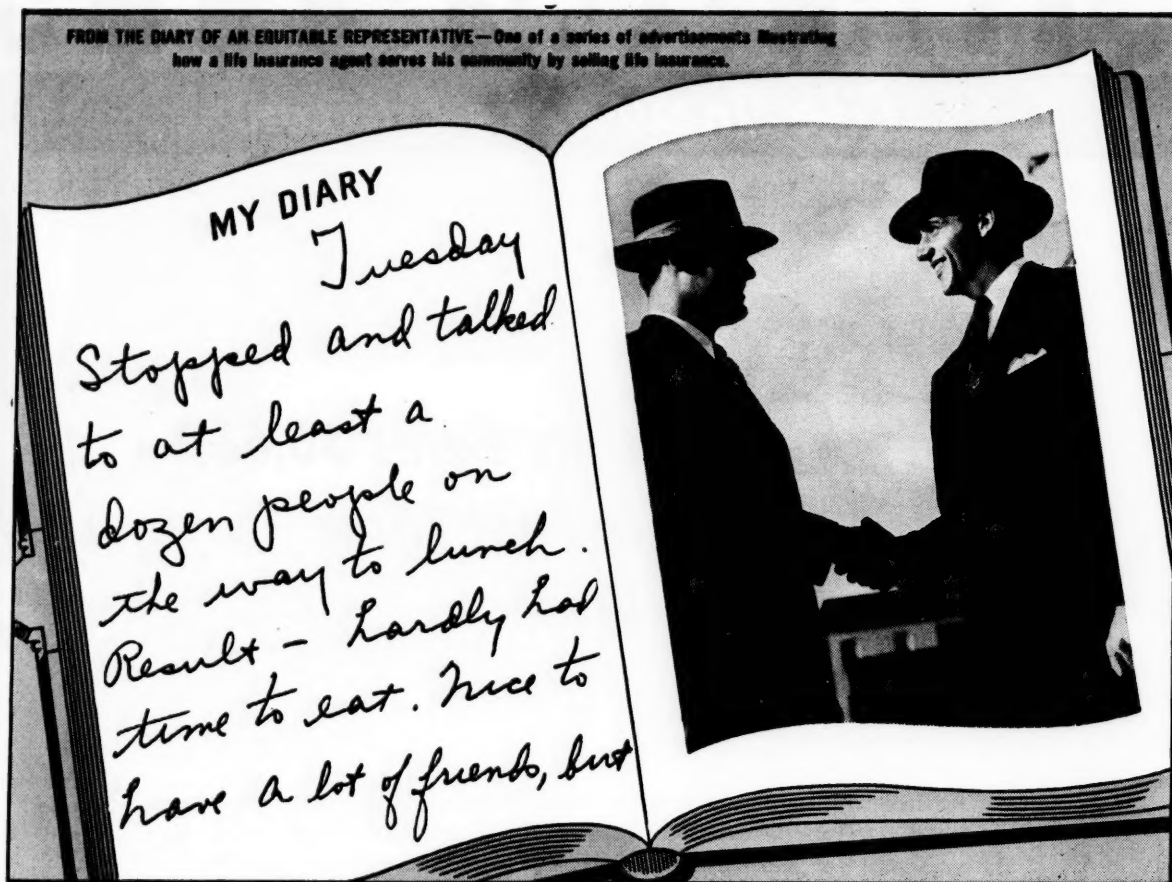 FROM THE DIARY OF AN EQUITABLE REPRESENTATIVE—One of a series of advertisements illustrating
how a life insurance agent serves his community by selling life insurance.
MY DIARY
Tuesday
Stopped and talked
to at least a
dozen people on
the way to lunch.
Result – hardly had
time to eat. Nice to
have a lot of friends, but